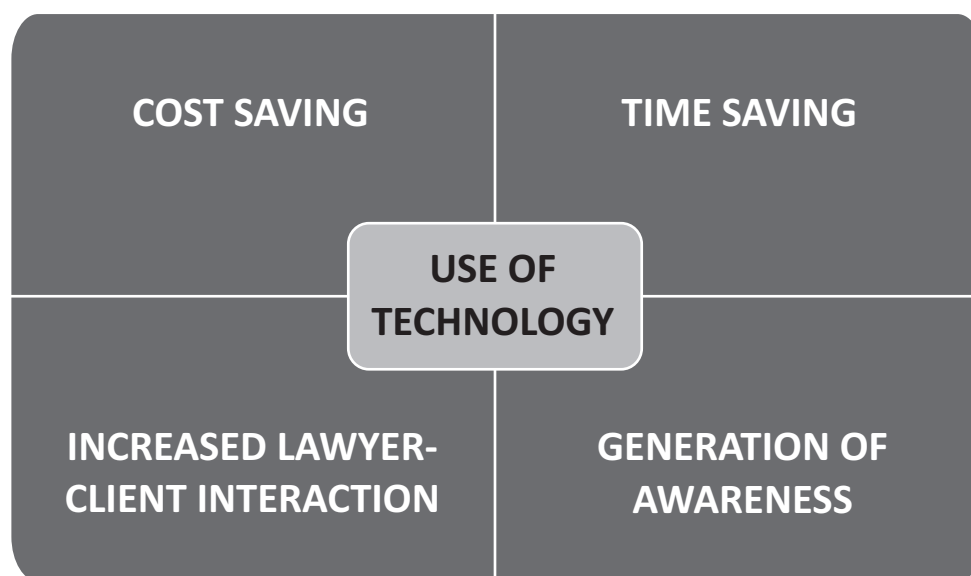 COST SAVING
TIME SAVING
USE OF
TECHNOLOGY
INCREASED LAWYER-
CLIENT INTERACTION
GENERATION OF
AWARENESS